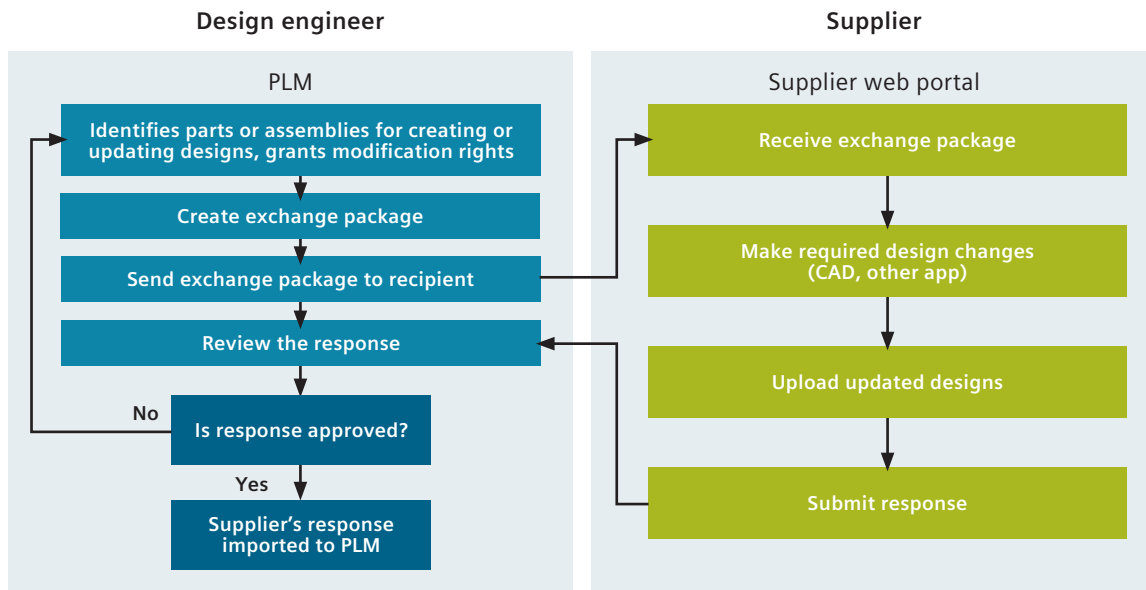 Design engineer
PLM
Identifies parts or assemblies for creating or
updating designs, grants modification rights
Create exchange package
Send exchange package to recipient
Review the response
No
Is response approved?
Yes
Supplier’s response
imported to PLM
Supplier
Supplier web portal
Receive exchange package
Make required design changes
(CAD, other app)
Upload updated designs
Submit response